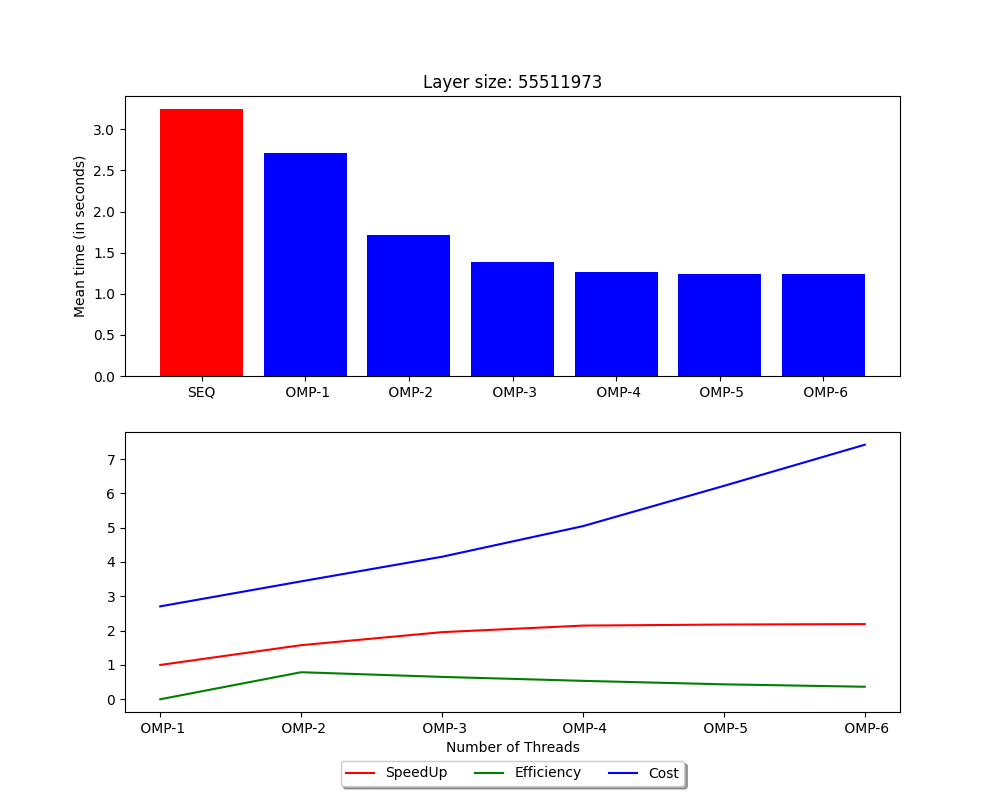 Layer size: 55511973
Mean time (in seconds)
3.0
2.5
2.0
1.5
1.0
0.5
0.0
SEQ OMP-1 OMP-2 OMP-3 OMP-4 OMP-5 OMP-6
7
6
5
4
3
2
1
0
OMP-1 OMP-2 OMP-3 OMP-4 OMP-5 OMP-6
Number of Threads
SpeedUp Efficiency Cost